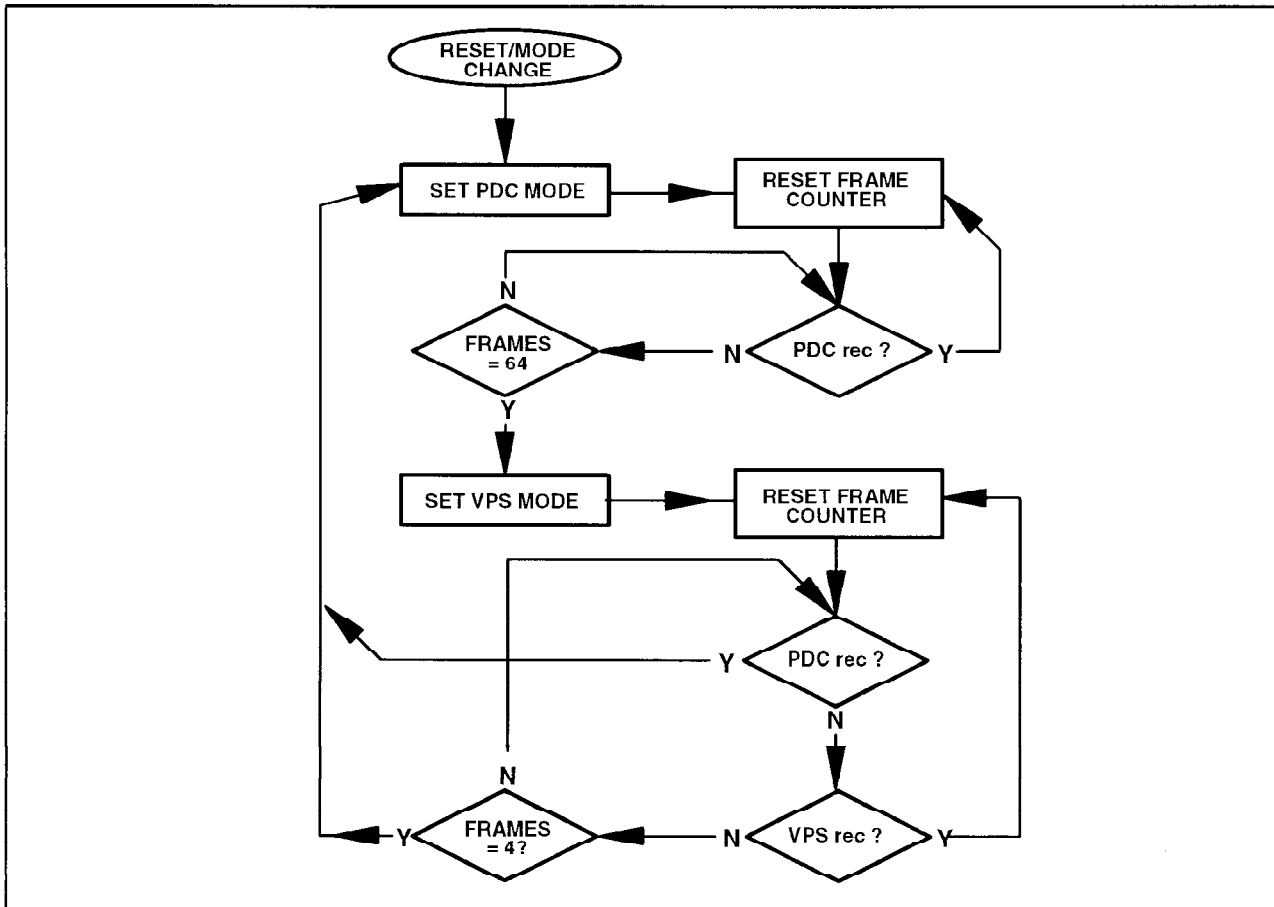 RESET/MODE
CHANGE
SET PDC MODE
RESET FRAME
COUNTER
N
FRAMES
= 64
N
PDC rec ?
Y
Y
SET VPS MODE
RESET FRAME
COUNTER
Y
PDC rec ?
N
N
Y
FRAMES
= 4?
N
VPS rec ?
Y